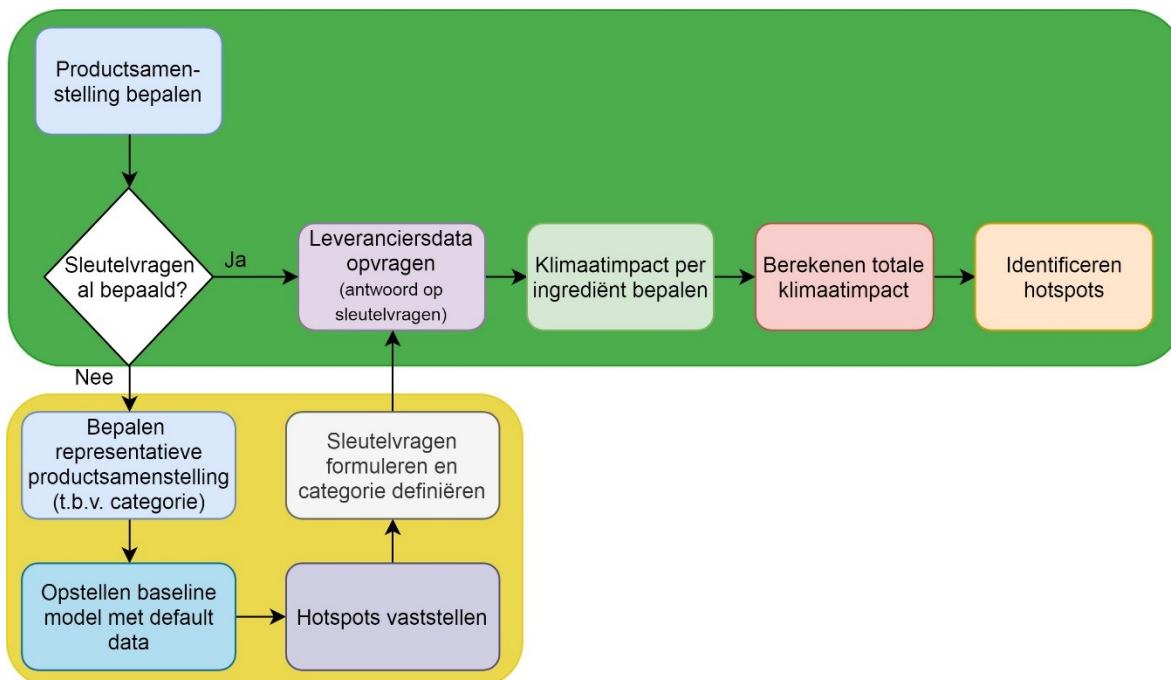 Productsamen-
stelling bepalen
Sleutelvragen
al bepaald?
Ja
Leveranciersdata
opvragen
(antwoord op
sleutelvragen)
Klimaatimpact per
ingrediënt bepalen
Berekenen totale
klimaatimpact
Identificeren
hotspots
Nee
Bepalen
representatieve
productsamenstelling
(t.b.v. categorie)
Sleutelvragen
formuleren en
categorie definiëren
Opstellen baseline
model met default
data
Hotspots vaststellen